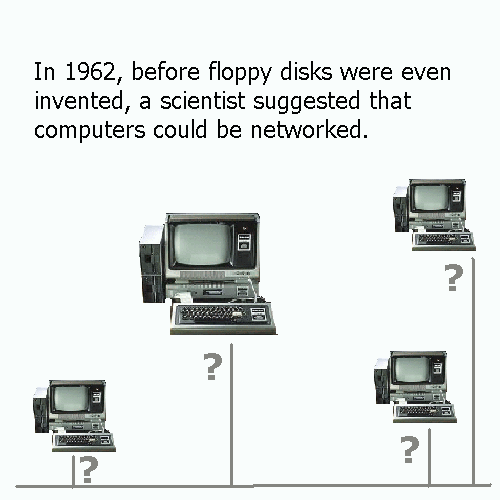 In 1962, before floppy disks were even
invented, a scientist suggested that
computers could be networked.
?
?
?
?